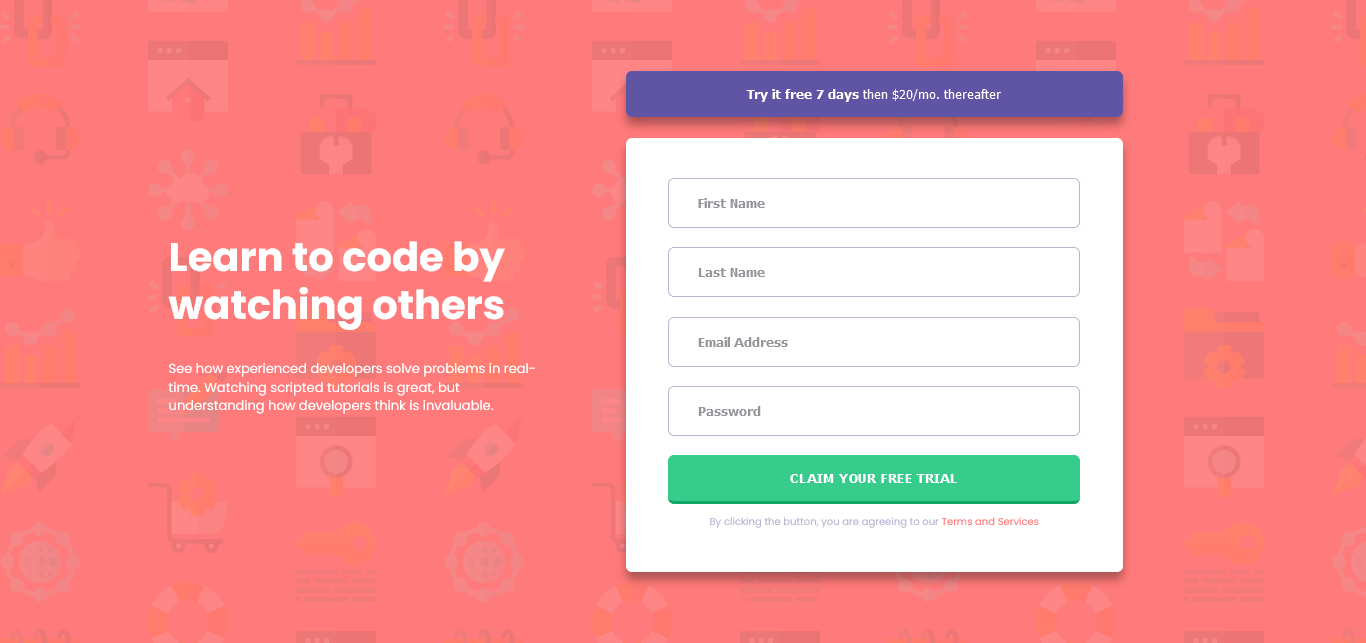 Learn to code by
watching others
See how experienced developers solve problems in real-
time. Watching scripted tutorials is great, but
understanding how developers think is invaluable.
Try it free 7 days then $20/mo. thereafter
First Name
Last Name
Email Address
Password
CLAIM YOUR FREE TRIAL
By clicking the button, you are agreeing to our Terms and Services